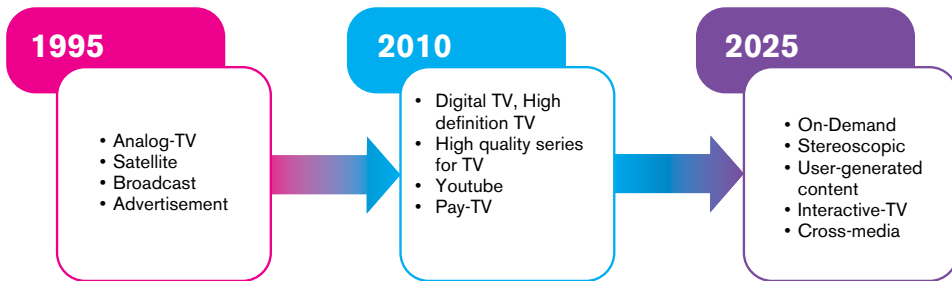 1995
• Analog-TV
• Satellite
• Broadcast
• Advertisement
2010
• Digital TV, High
definition TV
• High quality series
for TV
• Youtube
• Pay-TV
2025
• On-Demand
• Stereoscopic
• User-generated
content
• Interactive-TV
• Cross-media